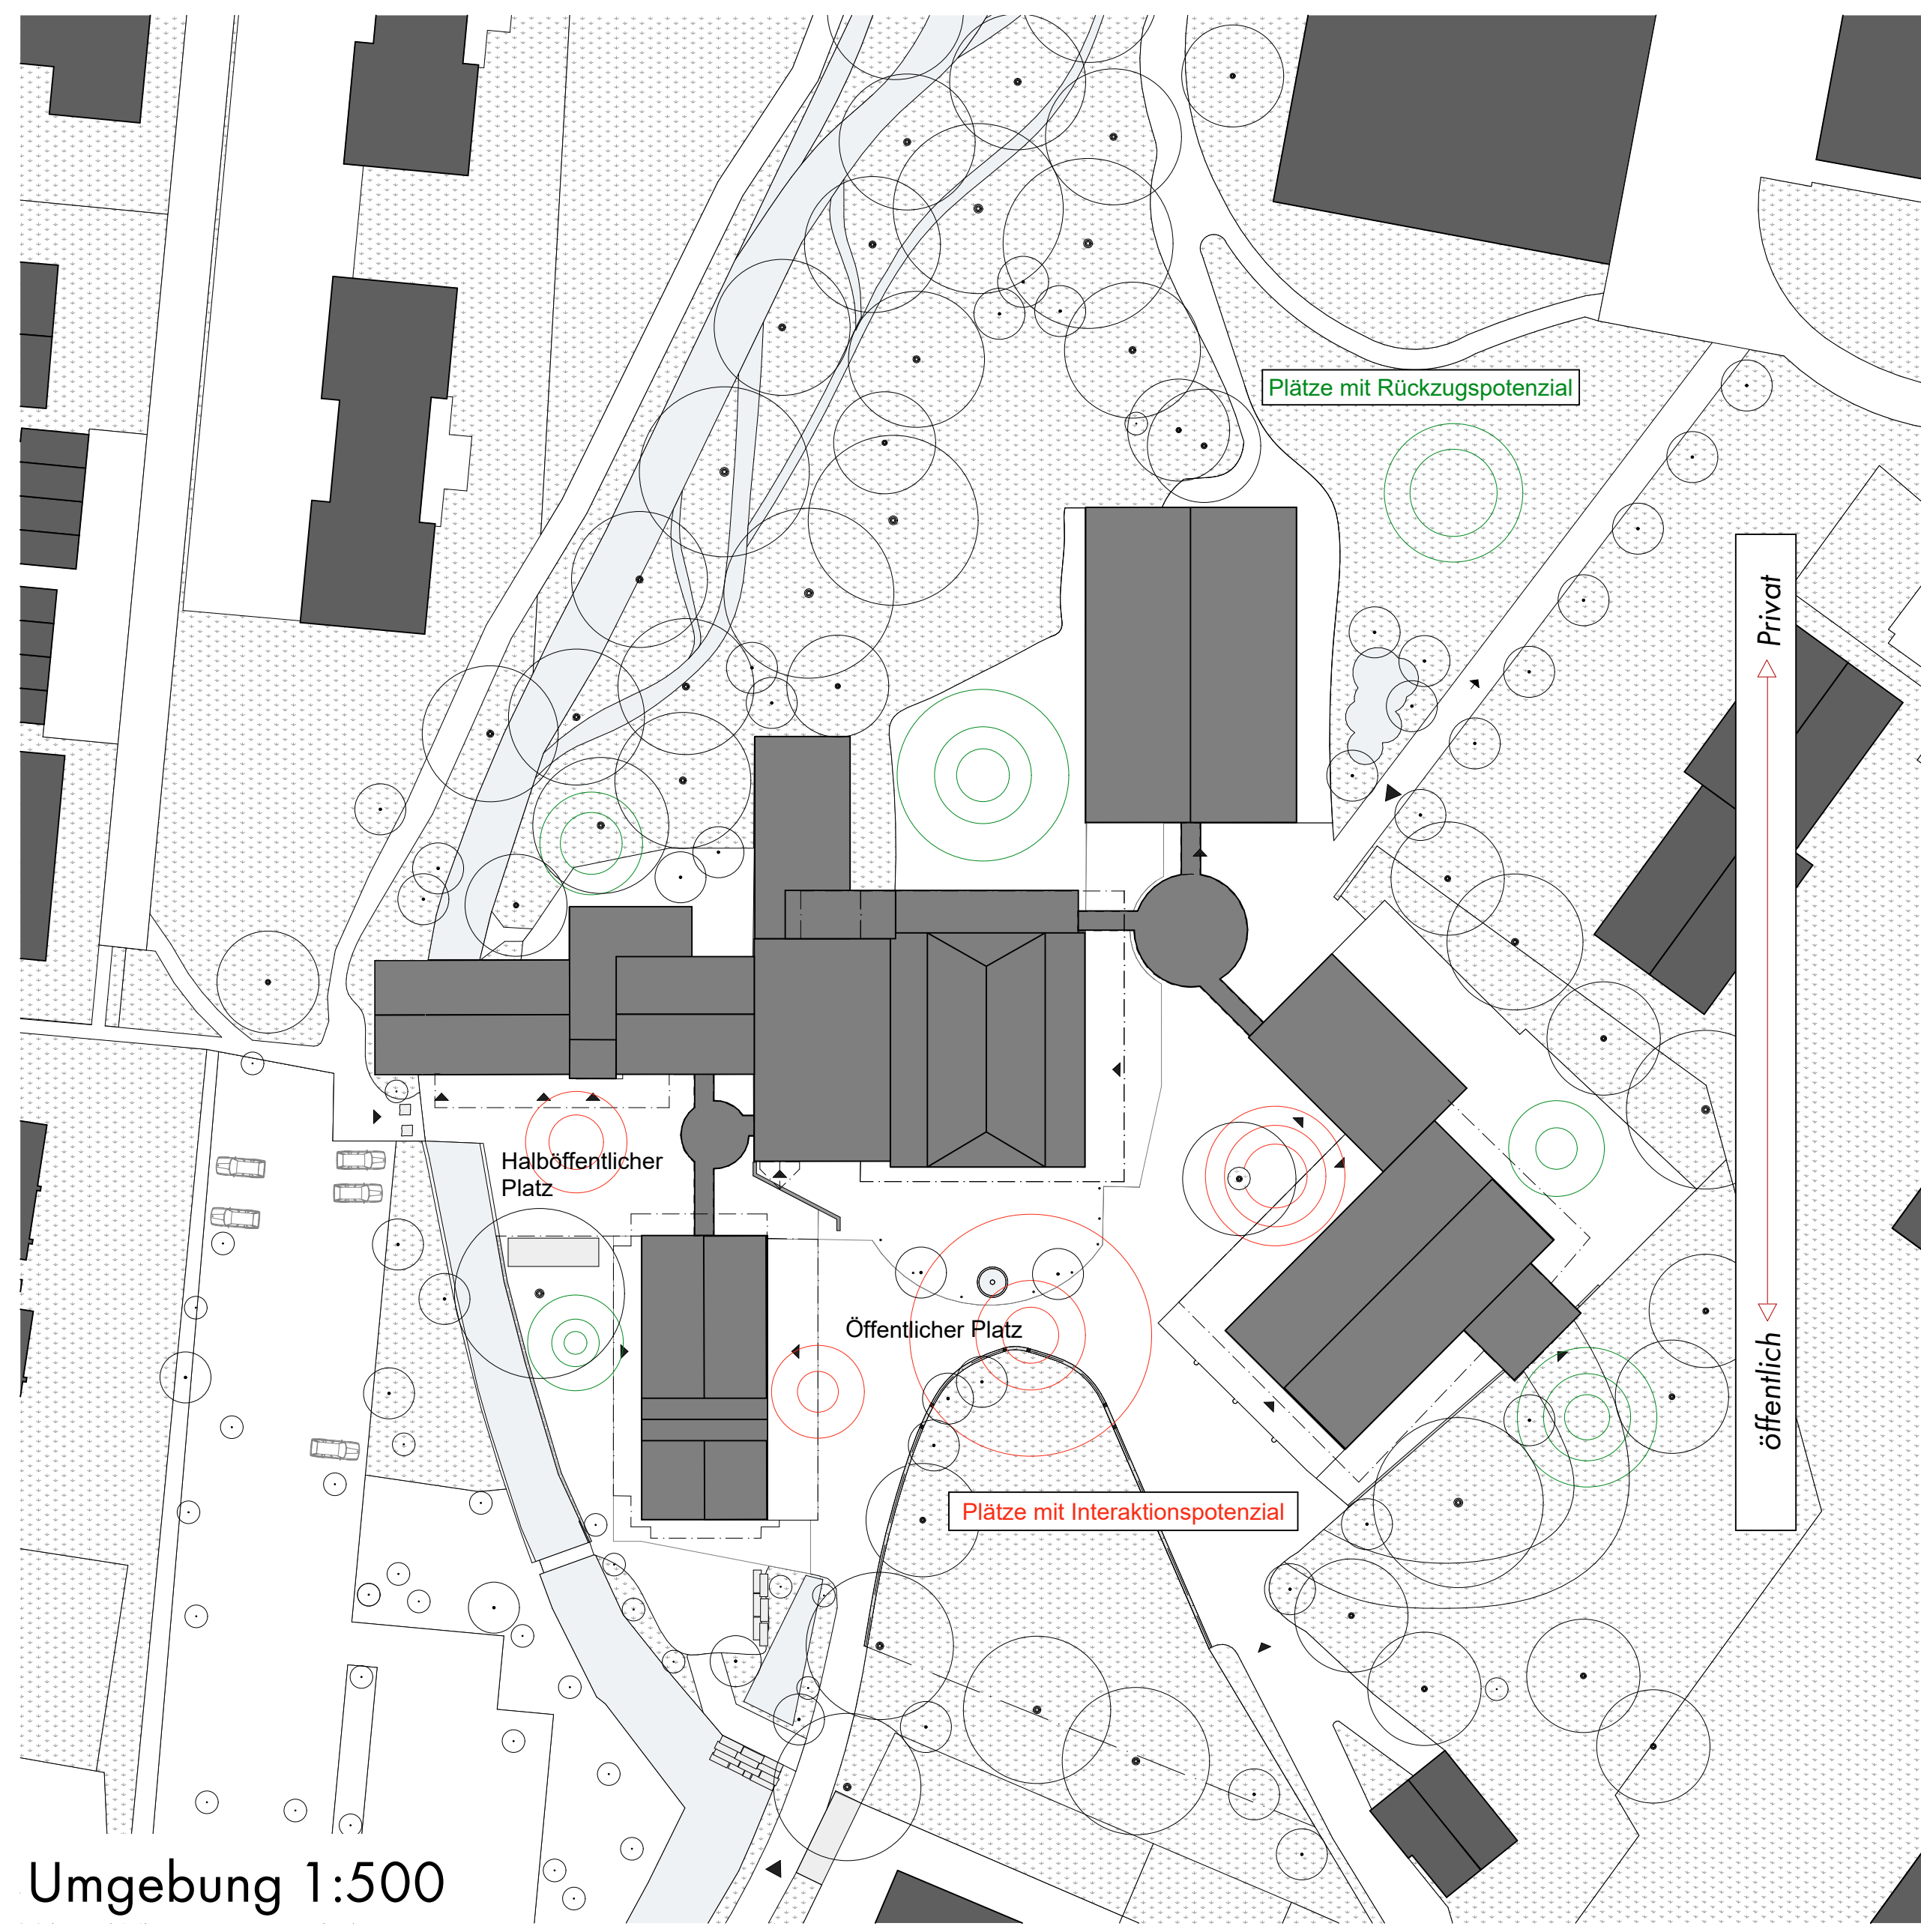 Plätze mit Rückzugspotenzial
Privat
öffentlich
Halböffentlicher
Platz
Öffentlicher Platz
Plätze mit Interaktionspotenzial
Umgebung 1:500